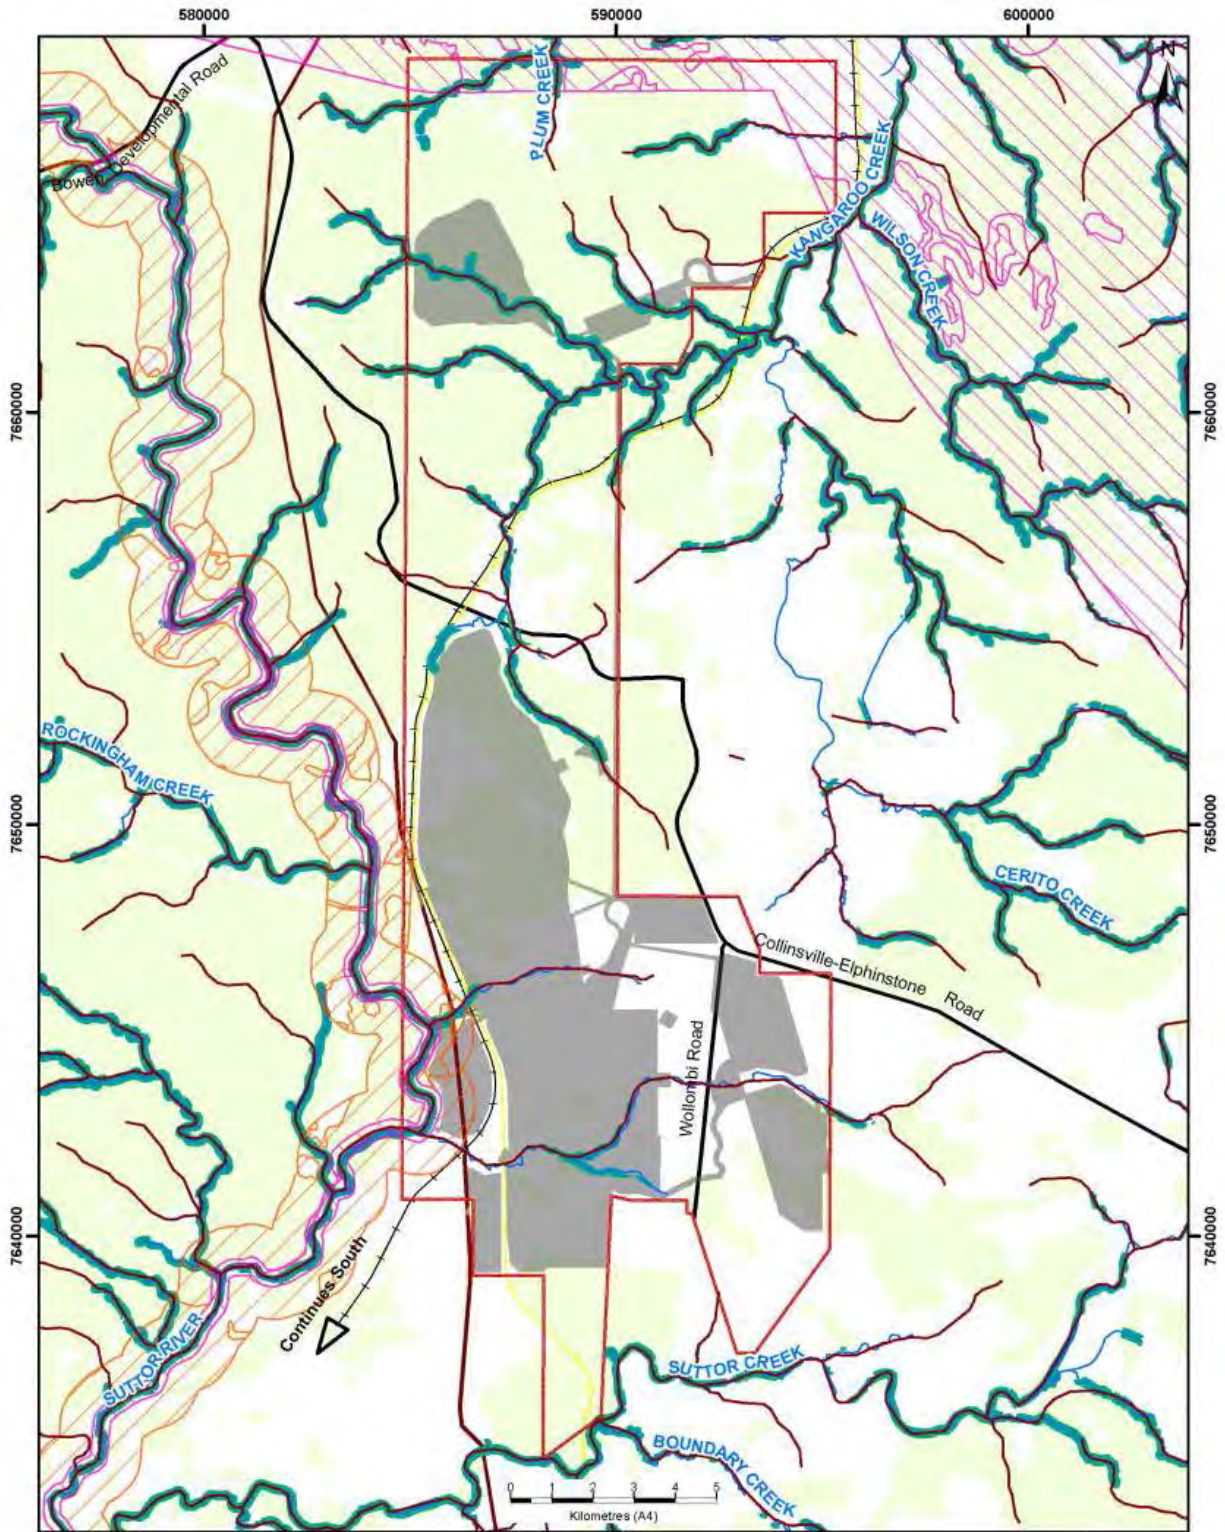 580000
590000
600000
N
PLUM CREEK
Bowen Developmental Road
KANGAROO CREEK
WILSON CREEK
7660000
7660000
ROCKINGHAM CREEK
7650000
7650000
CERITO CREEK
Collinsville-Elphinstone Road
Wollombi Road
7640000
7640000
Continues South
SUTTOR RIVER
SUTTOR CREEK
BOUNDARY CREEK
0 1 2 3 4 5
Kilometres (A4)